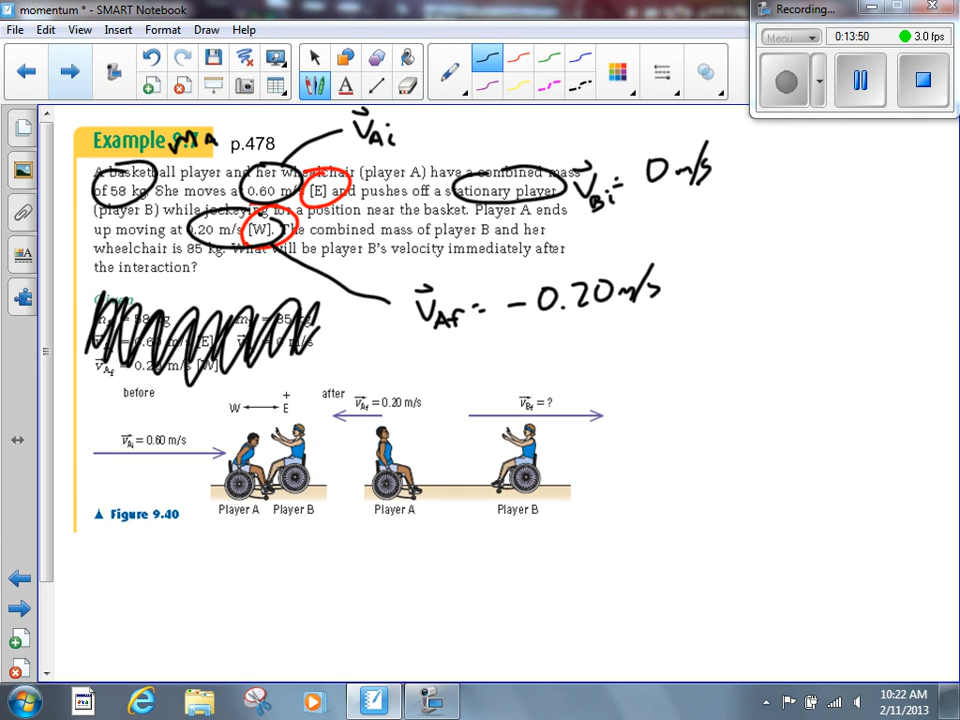 momentum * - SMART Notebook
Recording...
File Edit View Insert Format Draw Help
Menu
0:13:50
3.0 fps
Example
mA
p.478
v⃗Ai
A basketball player and her wheelchair (player A) have a combined mass
of 58 kg. She moves at 0.60 m/s [E] and pushes off a stationary player
v⃗Bi = 0 m/s
(player B) while jockeying for a position near the basket. Player A ends
up moving at 0.20 m/s [W]. The combined mass of player B and her
wheelchair is 85 kg. What will be player B's velocity immediately after
the interaction?
v⃗Af = -0.20 m/s
Given
before
after
+
W E
v⃗Ai = 0.60 m/s
v⃗Af = 0.20 m/s
v⃗Bf = ?
Player A Player B
Player A
Player B
▲ Figure 9.40
10:22 AM
2/11/2013